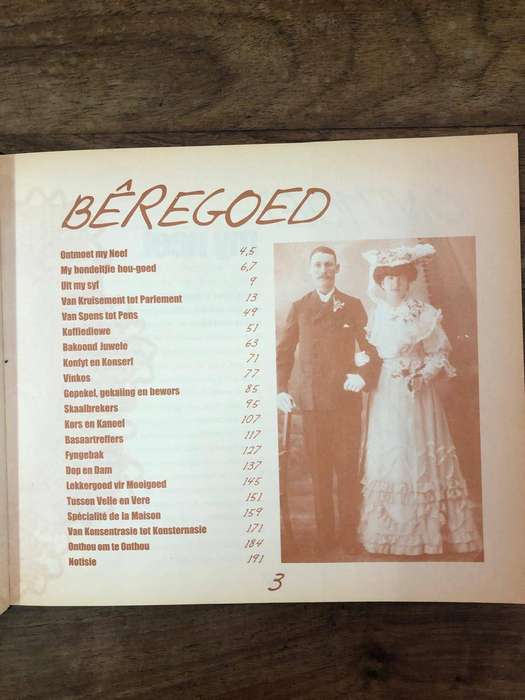 BÊREGOED
Ontmoet my Neef 4,5
My bondeltjie hou-goed 6,7
Uit my syf 9
Van Kruisement tot Parlement 13
Van Spens tot Pens 49
Koffiediewe 51
Bakoond Juwele 63
Konfyt en Konserf 71
Vinkos 77
Gepekel, gekaiing en bewors 85
Skaalbrekers 95
Kors en Kaneel 107
Basaartreffers 117
Fyngebak 127
Dop en Dam 137
Lekkergoed vir Mooigoed 145
Tussen Velle en Vere 151
Spécialité de la Maison 159
Van Konsentrasie tot Konsternasie 171
Onthou om te Onthou 184
Notisie 191
3